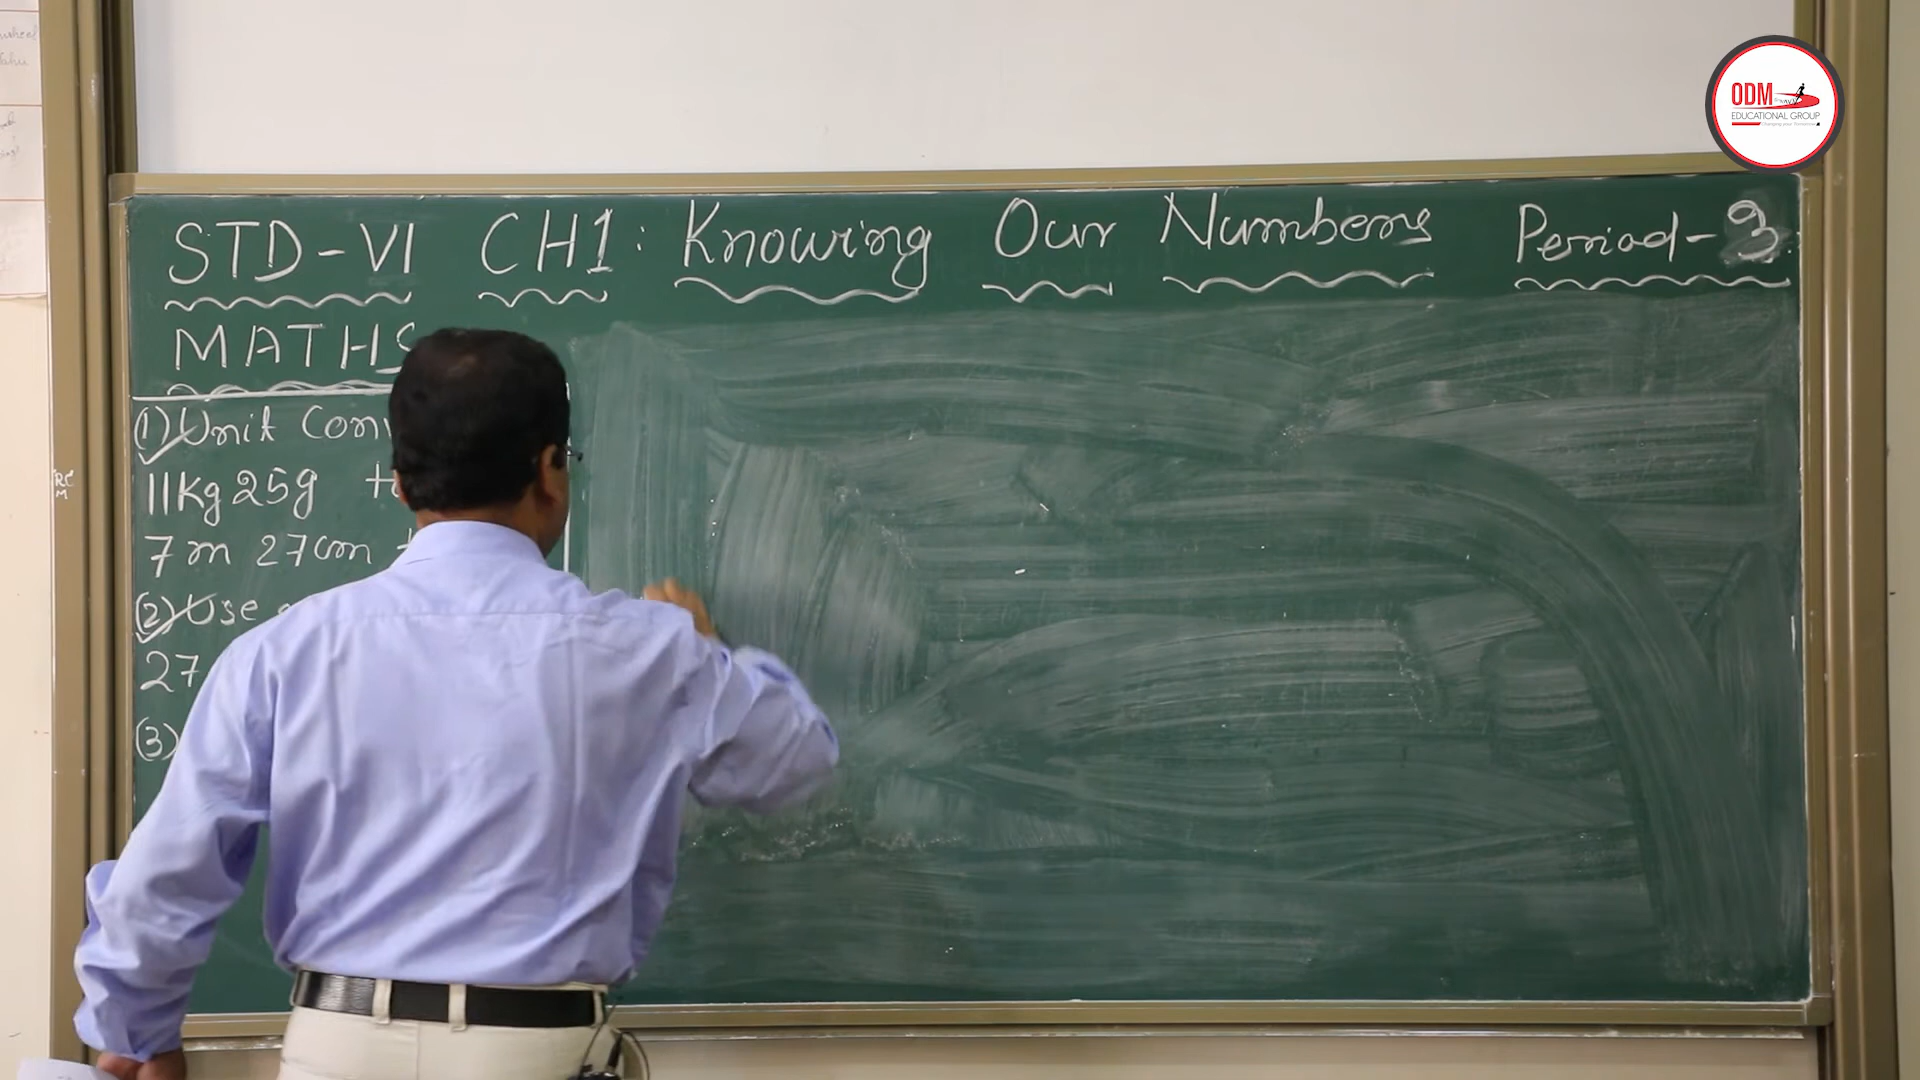 ODM
EDUCATIONAL GROUP
STD-VI CH1: Knowing Our Numbers Period-3
MATHS
(1) Unit Conv
11Kg 25g to
7m 27cm
(2) Use
27
(3)